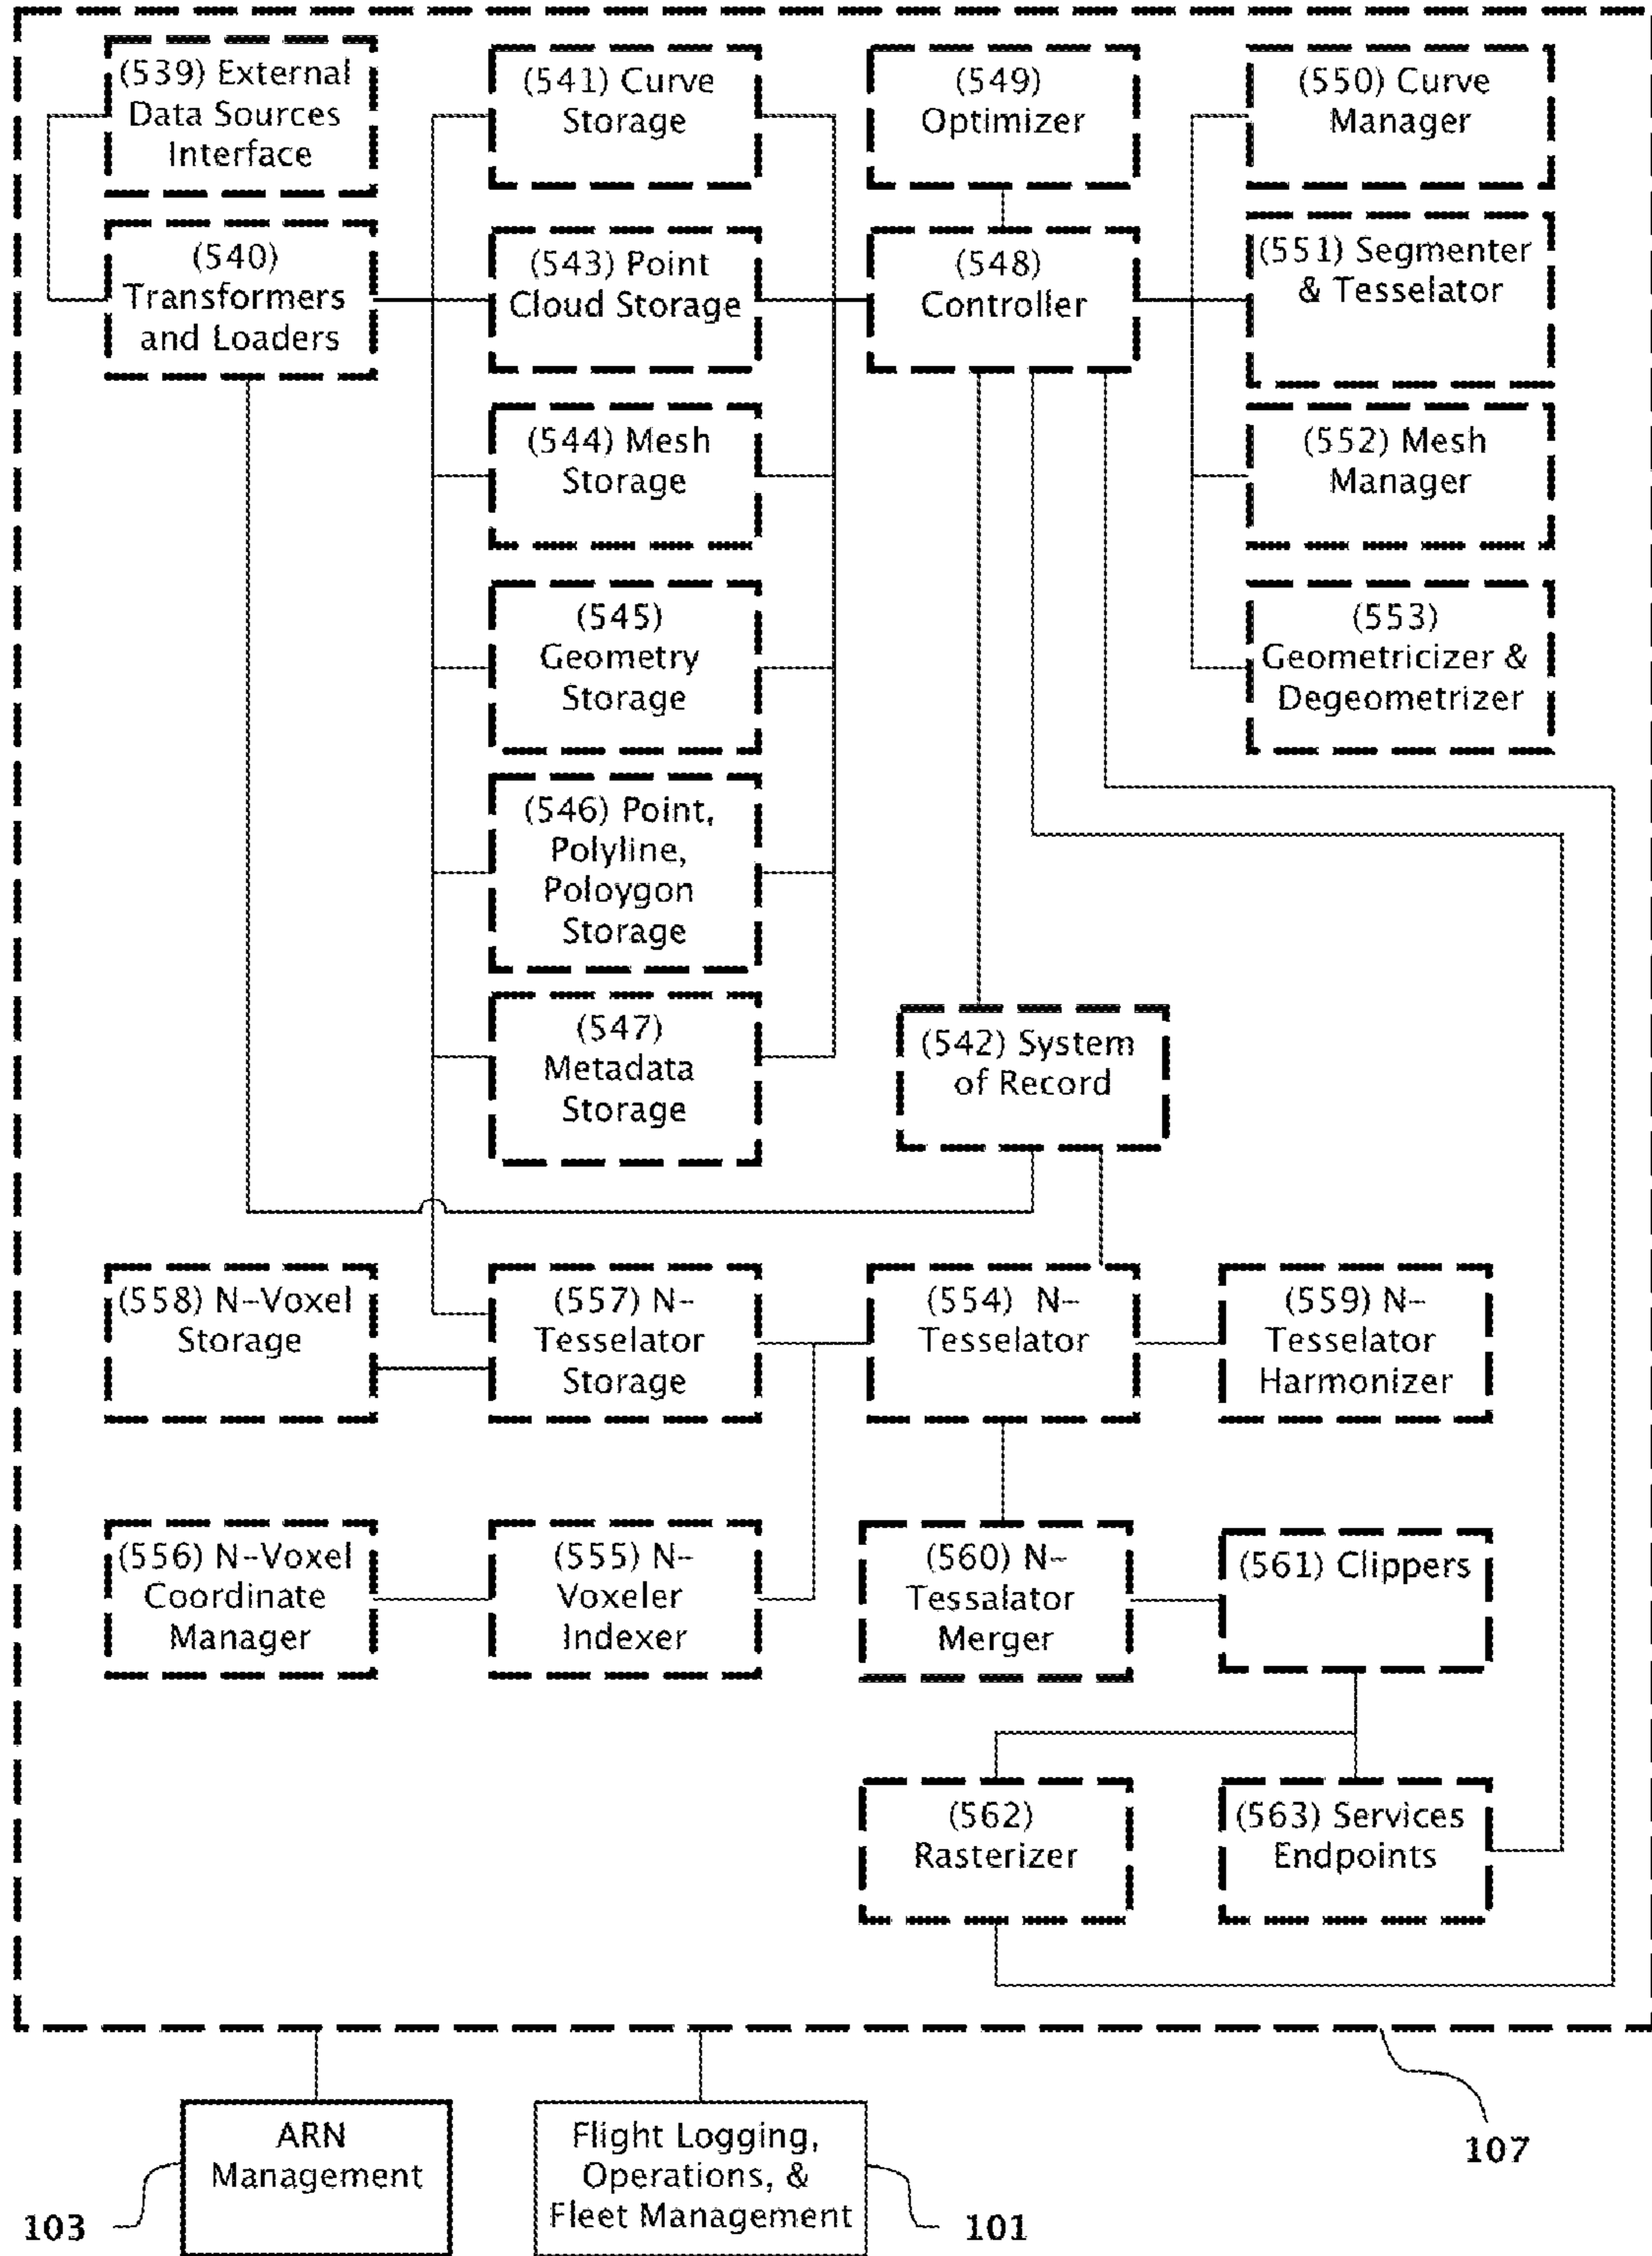 (539) External
Data Sources
Interface
(541) Curve
Storage
(549)
Optimizer
(550) Curve
Manager
(540)
Transformers
and Loaders
(543) Point
Cloud Storage
(548)
Controller
(551) Segmenter
& Tesselator
(544) Mesh
Storage
(552) Mesh
Manager
(545)
Geometry
Storage
(553)
Geometricizer &
Degeometrizer
(546) Point,
Polyline,
Poloygon
Storage
(547)
Metadata
Storage
(542) System
of Record
(558) N-Voxel
Storage
(557) N-
Tesselator
Storage
(554) N-
Tesselator
(559) N-
Tesselator
Harmonizer
(556) N-Voxel
Coordinate
Manager
(555) N-
Voxeler
Indexer
(560) N-
Tessalator
Merger
(561) Clippers
(562)
Rasterizer
(563) Services
Endpoints
ARN
Management
Flight Logging,
Operations, &
Fleet Management
107
103
101